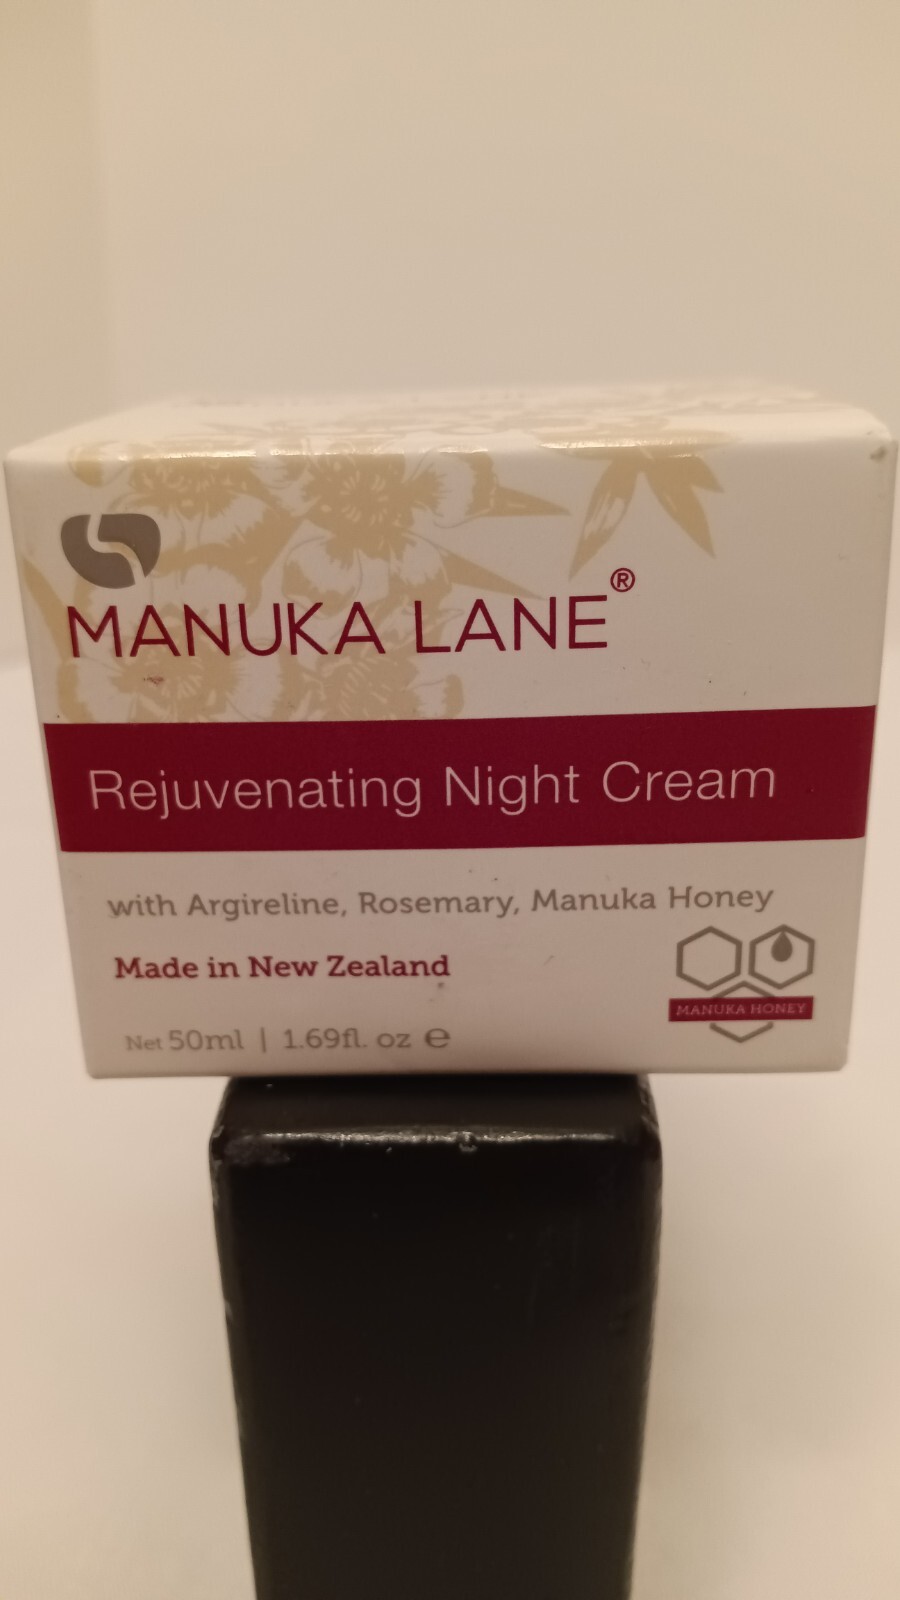 MANUKA LANE®
Rejuvenating Night Cream
with Argireline, Rosemary, Manuka Honey
Made in New Zealand
Net 50ml | 1.69fl. oz ℮
MANUKA HONEY